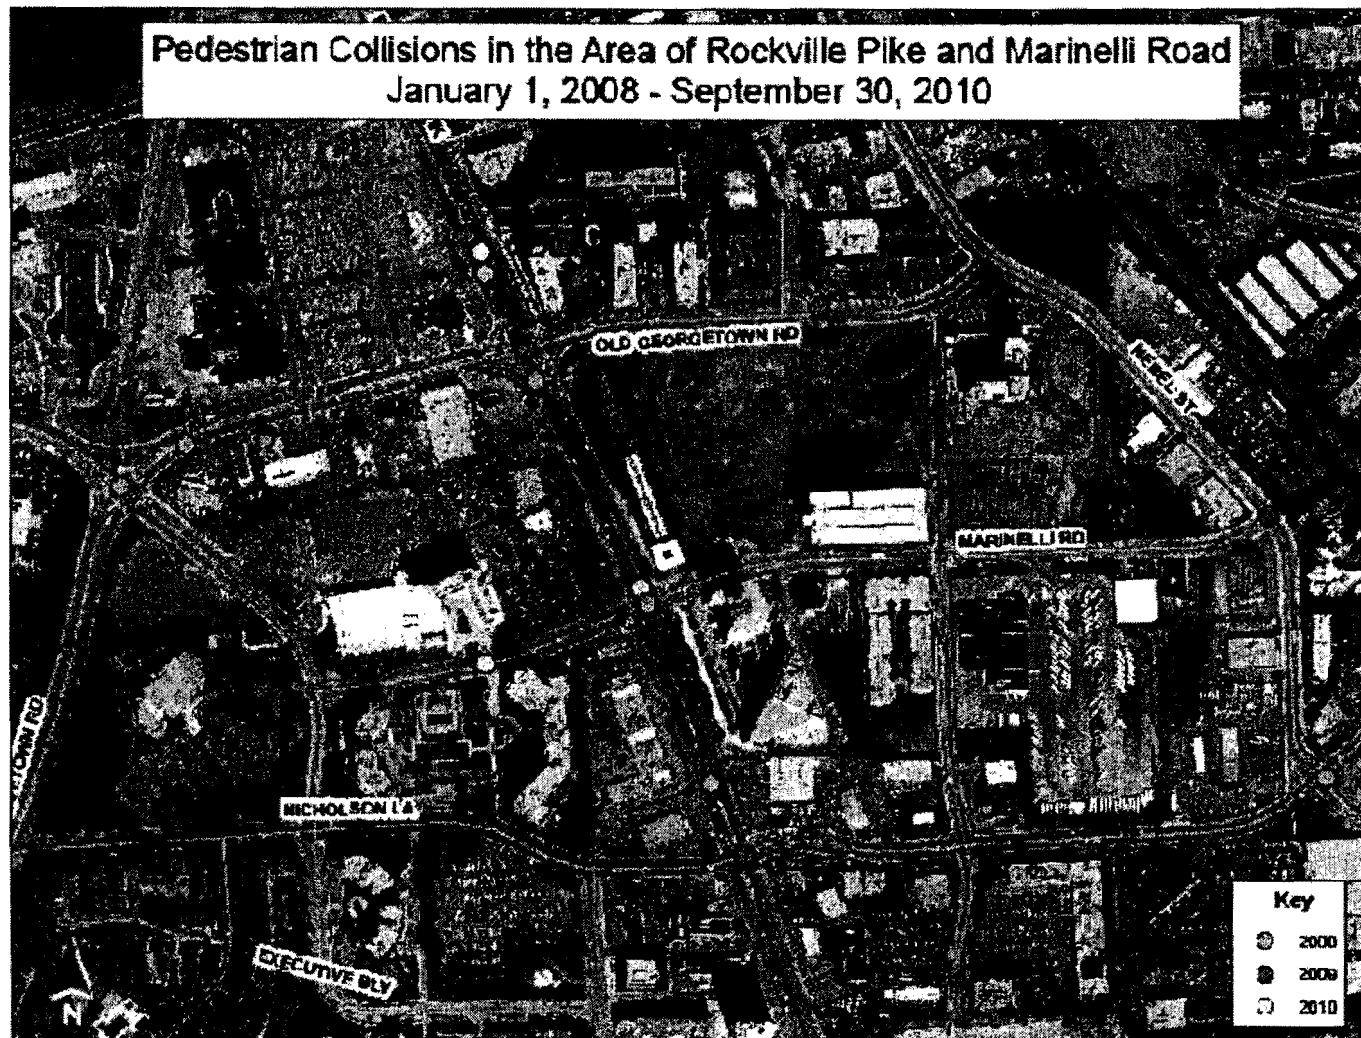 Pedestrian Collisions in the Area of Rockville Pike and Marinelli Road
January 1, 2008 - September 30, 2010
OLD GEORGETOWN RD
MARINELLI RD
NICHOLSON LA
EXECUTIVE BLV
N
Key
2008
2009
2010